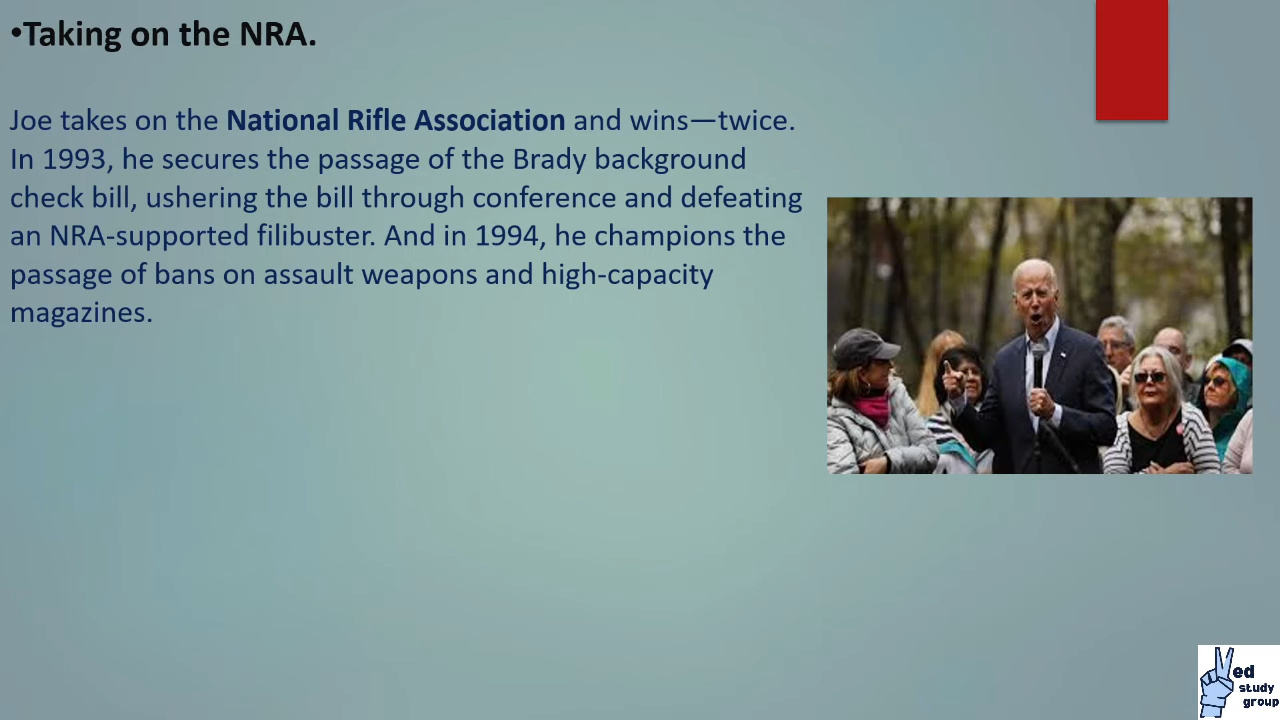 •Taking on the NRA.
Joe takes on the National Rifle Association and wins—twice.
In 1993, he secures the passage of the Brady background
check bill, ushering the bill through conference and defeating
an NRA-supported filibuster. And in 1994, he champions the
passage of bans on assault weapons and high-capacity
magazines.
ed
study
group